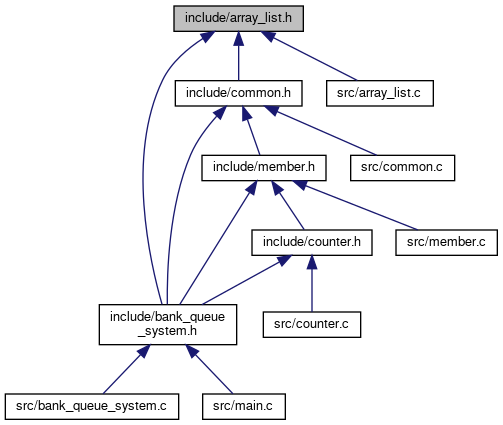 include/array_list.h
include/common.h
src/array_list.c
include/member.h
src/common.c
include/counter.h
src/member.c
include/bank_queue
_system.h
src/counter.c
src/bank_queue_system.c
src/main.c